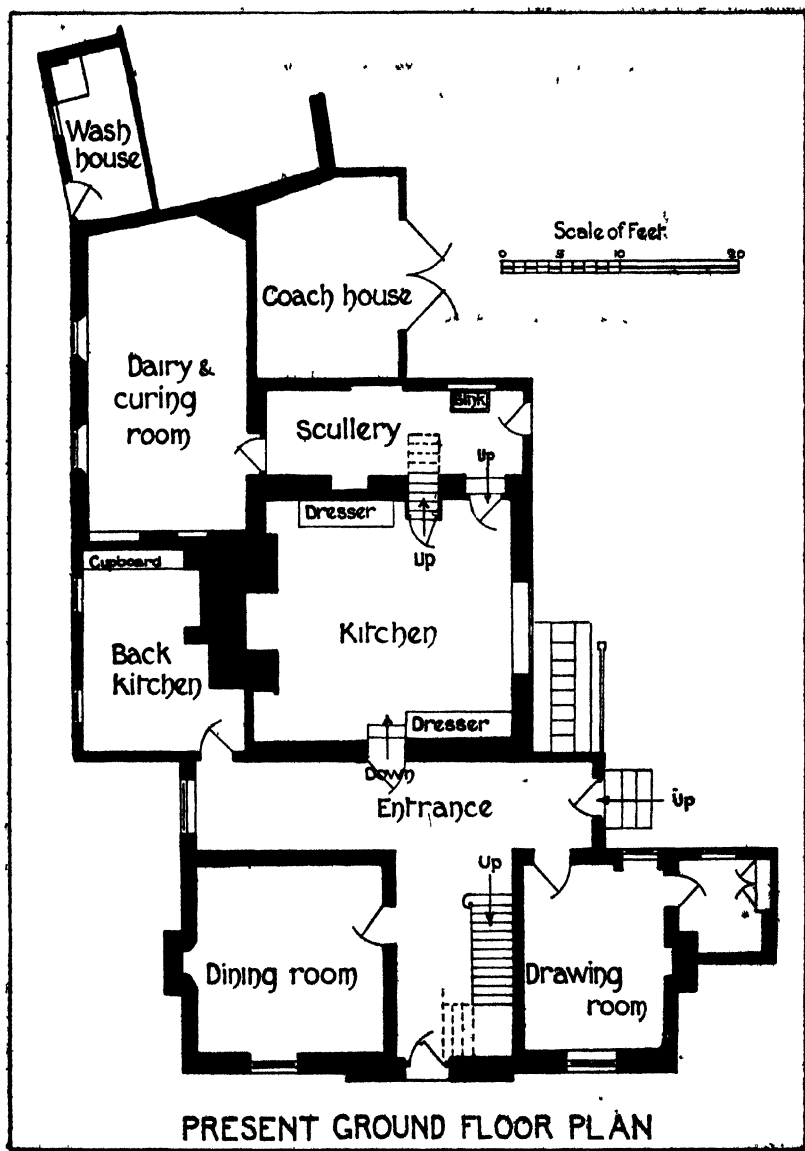 Wash
house
Scale of Feet
0 5 10 20
Coach house
Dairy &
curing
room
Sink
Scullery
Up
Dresser
Up
Cupboard
Kitchen
Back
kitchen
Dresser
Down
Entrance
Up
Up
Dining room
Drawing
room
PRESENT GROUND FLOOR PLAN